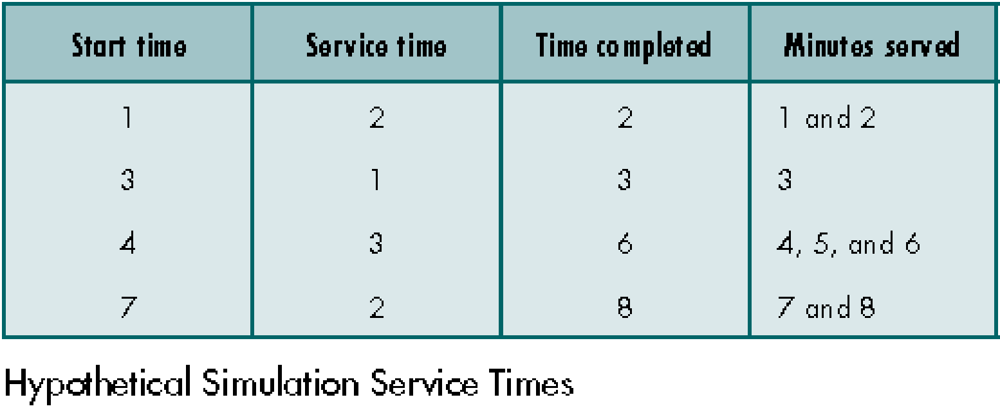 Start time Service time Time completed Minutes served
1 2 2 1 and 2
3 1 3 3
4 3 6 4, 5, and 6
7 2 8 7 and 8
Hypothetical Simulation Service Times